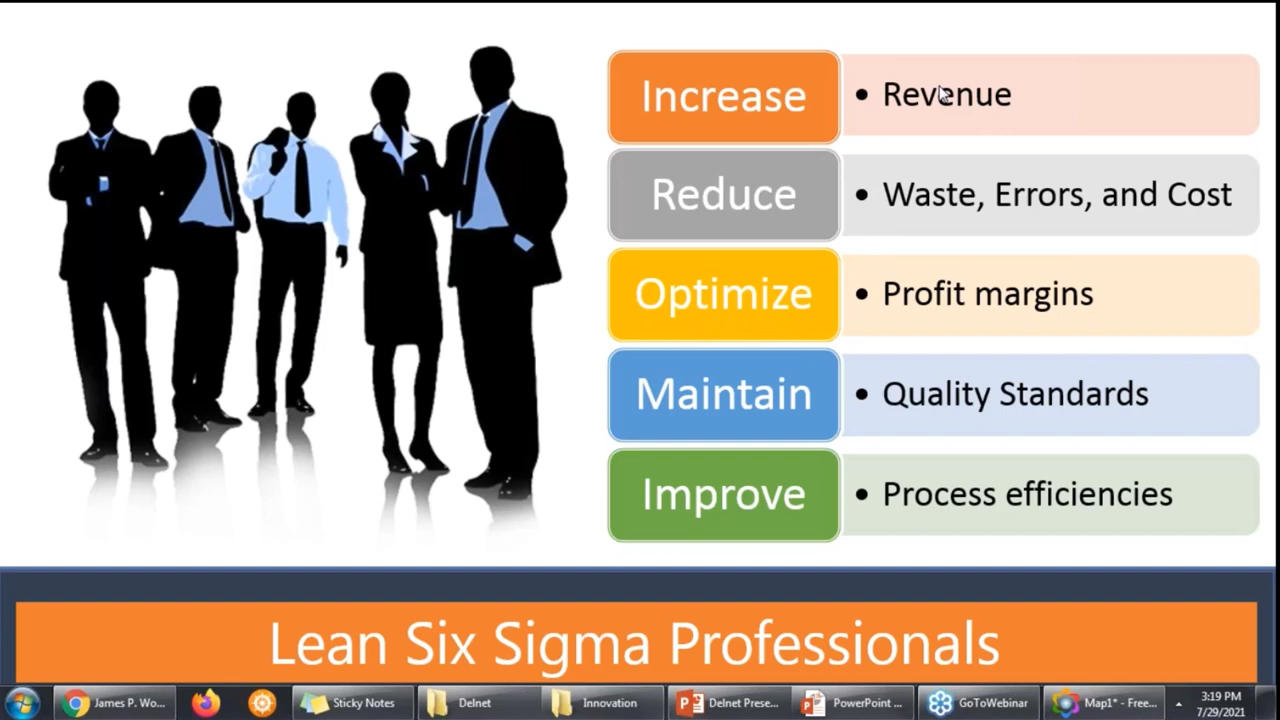 Increase
• Revenue
Reduce
• Waste, Errors, and Cost
Optimize
• Profit margins
Maintain
• Quality Standards
Improve
• Process efficiencies
Lean Six Sigma Professionals
James P. Wo...
Sticky Notes
Delnet
Innovation
Delnet Prese...
PowerPoint ...
GoToWebinar
Map1* - Free...
3:19 PM
7/29/2021